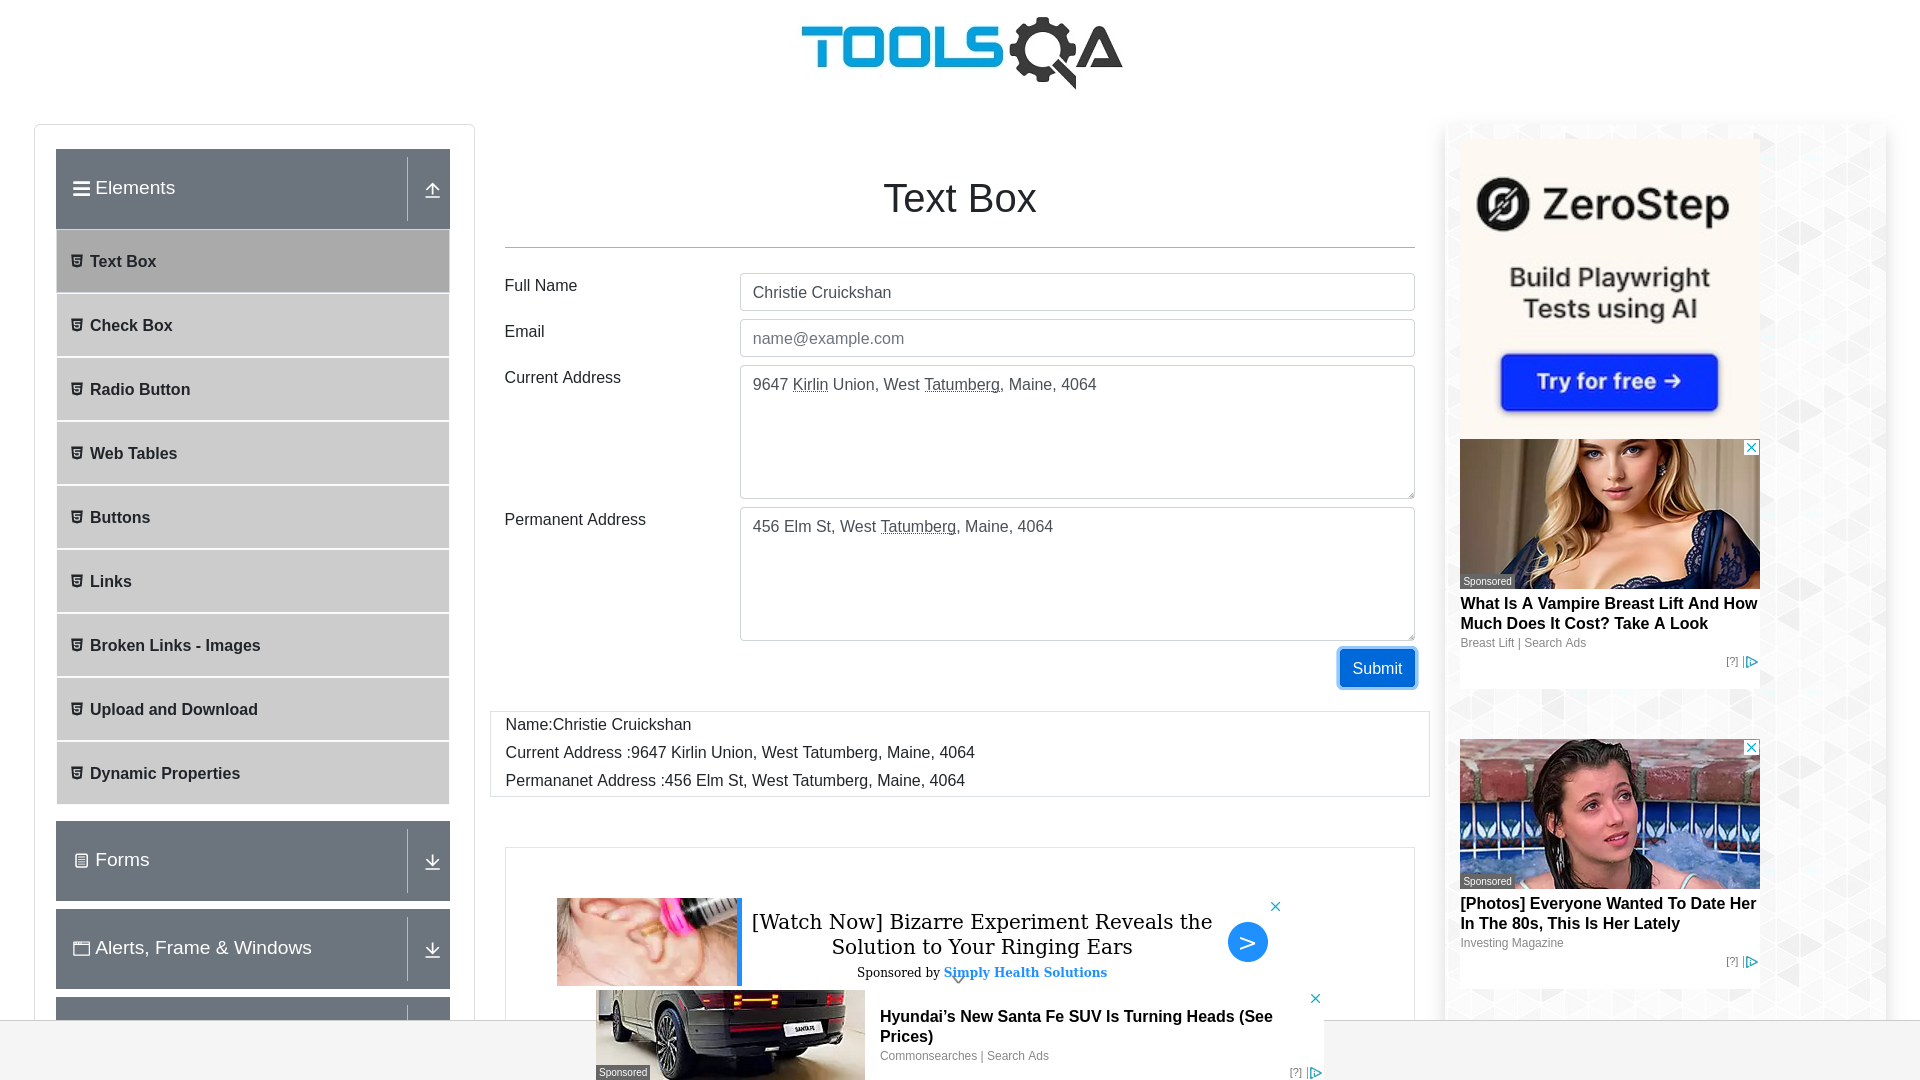 TOOLSQA
Elements
Text Box
Check Box
Radio Button
Web Tables
Buttons
Links
Broken Links - Images
Upload and Download
Dynamic Properties
Forms
Alerts, Frame & Windows
Text Box
Full Name
Christie Cruickshan
Email
name@example.com
Current Address
9647 Kirlin Union, West Tatumberg, Maine, 4064
Permanent Address
456 Elm St, West Tatumberg, Maine, 4064
Submit
Name:Christie Cruickshan
Current Address :9647 Kirlin Union, West Tatumberg, Maine, 4064
Permananet Address :456 Elm St, West Tatumberg, Maine, 4064
[Watch Now] Bizarre Experiment Reveals the
Solution to Your Ringing Ears
Sponsored by Simply Health Solutions
>
SANTA FE
Sponsored
Hyundai’s New Santa Fe SUV Is Turning Heads (See
Prices)
Commonsearches | Search Ads
[?]
ZeroStep
Build Playwright
Tests using AI
Try for free →
Sponsored
What Is A Vampire Breast Lift And How
Much Does It Cost? Take A Look
Breast Lift | Search Ads
[?]
Sponsored
[Photos] Everyone Wanted To Date Her
In The 80s, This Is Her Lately
Investing Magazine
[?]